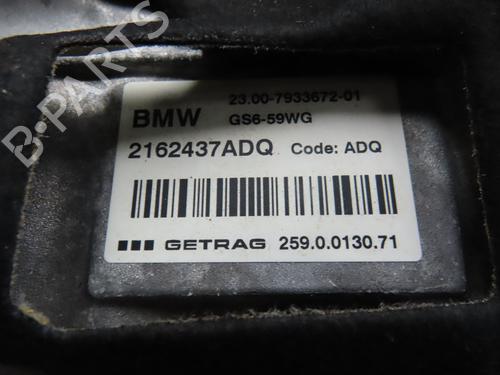 23.00-7933672-01
BMW GS6-59WG
2162437ADQ Code: ADQ
GETRAG 259.0.0130.71
B-PARTS